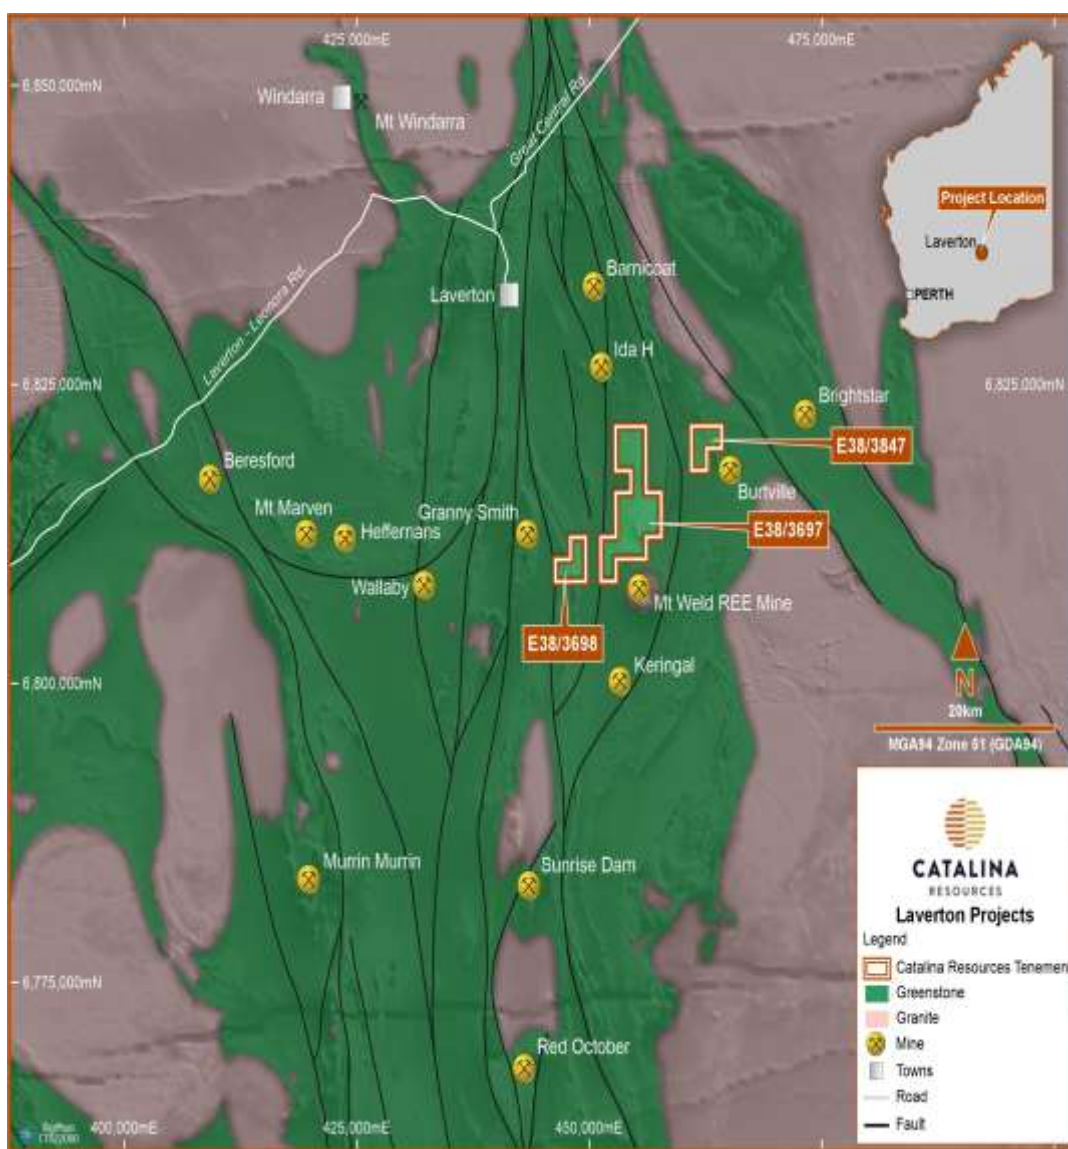 425,000mE
475,000mE
6,850,000mN
Windarra
Mt Windarra
Great Central Rd.
Project Location
Laverton
PERTH
Barnicoat
Laverton
Laverton - Leonora Rd.
Ida H
6,825,000mN
6,825,000mN
Brightstar
E38/3847
Beresford
Burtville
Mt Marven
Granny Smith
Heffernans
E38/3697
Wallaby
Mt Weld REE Mine
E38/3698
Keringal
6,800,000mN
N
20km
MGA94 Zone 51 (GDA94)
CATALINA
RESOURCES
Laverton Projects
Legend
Catalina Resources Tenemen
Greenstone
Granite
Mine
Towns
Road
Fault
Murrin Murrin
Sunrise Dam
6,775,000mN
Red October
400,000mE
425,000mE
450,000mE